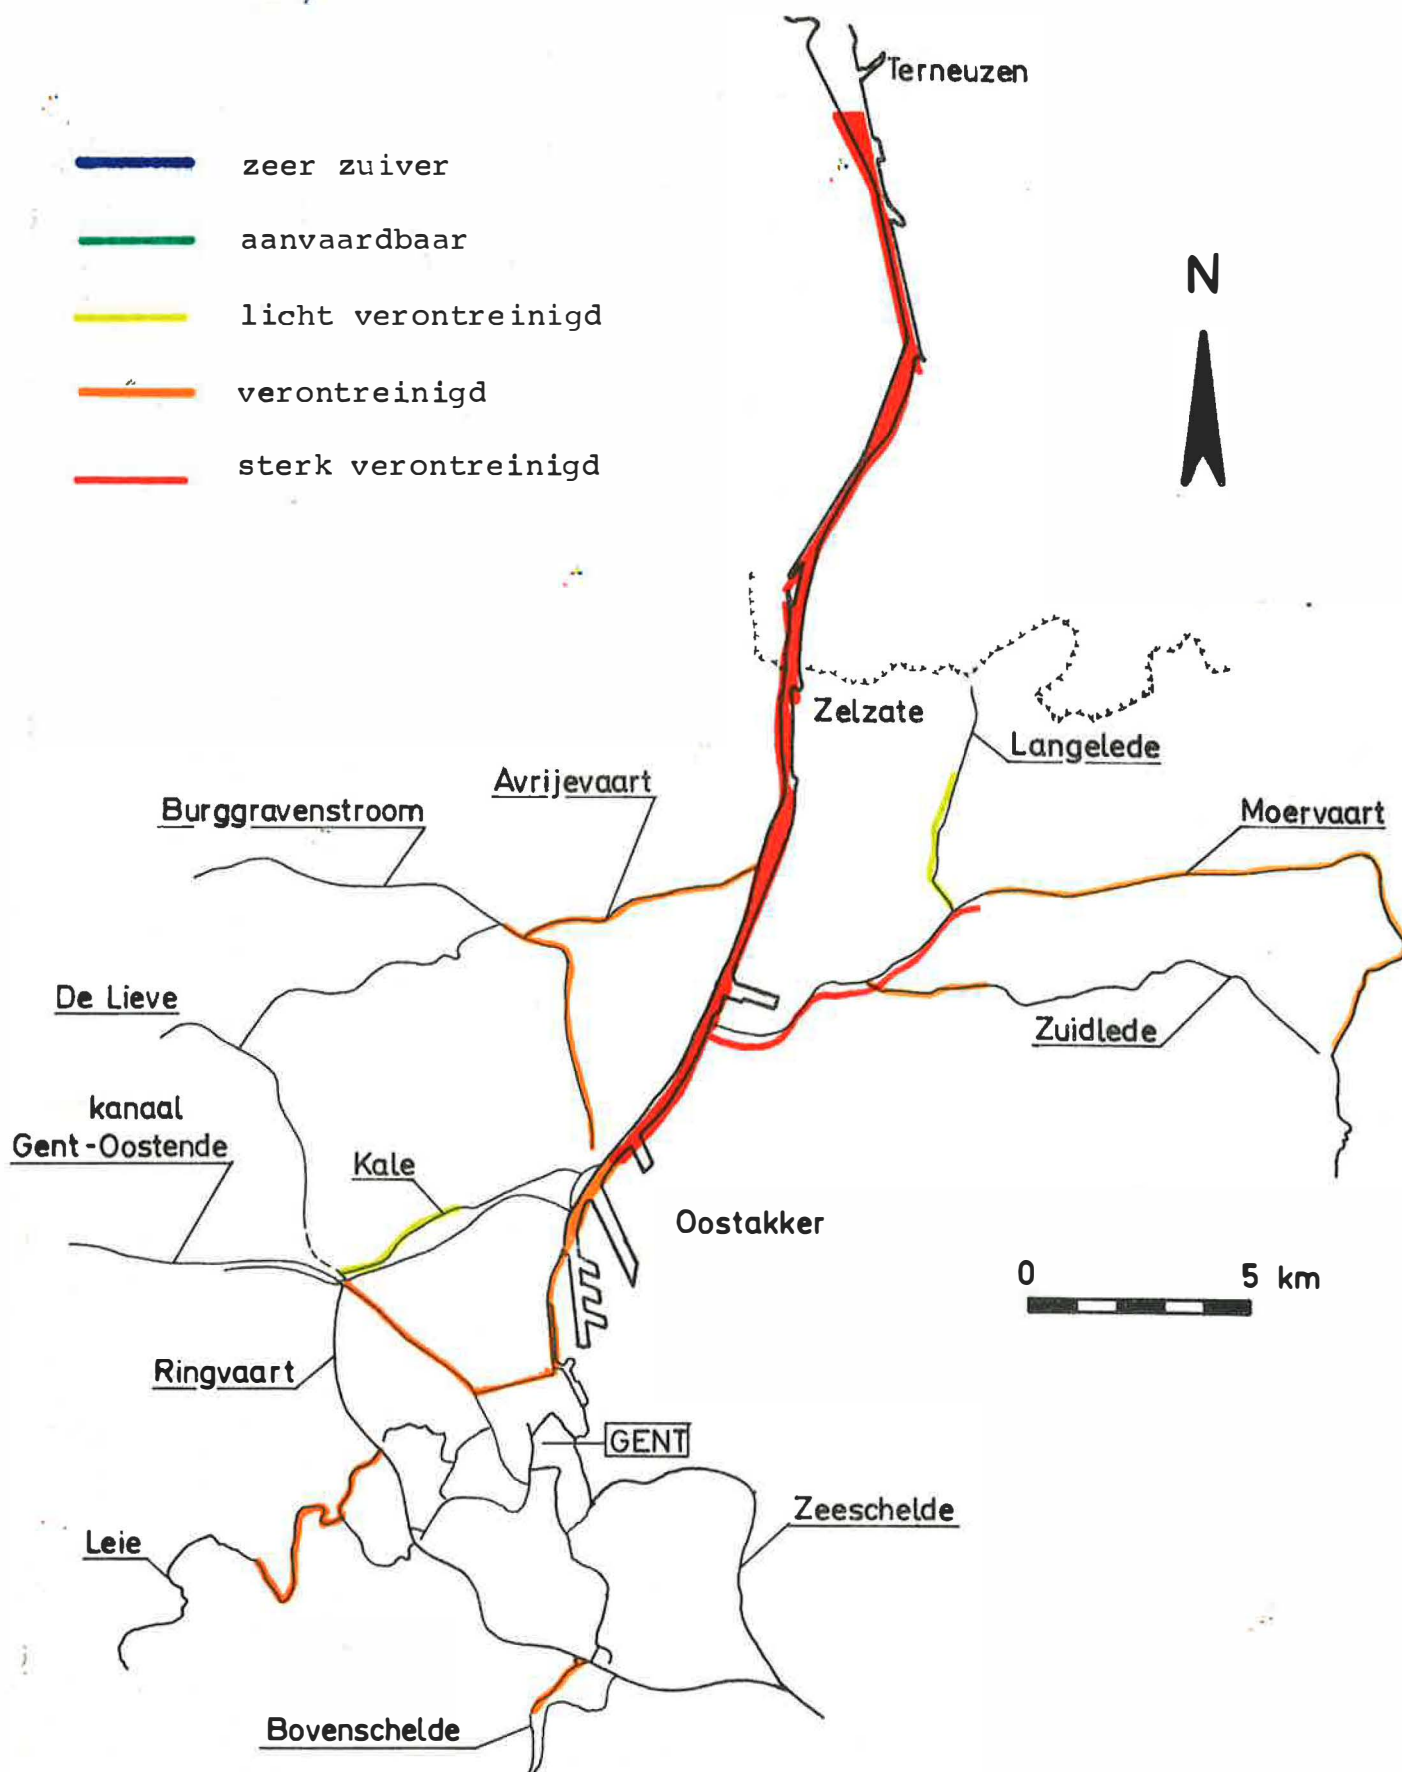 Terneuzen
zeer zuiver
aanvaardbaar
licht verontreinigd
verontreinigd
sterk verontreinigd
N
Zelzate
Langelede
Avrijevaart
Burggravenstroom
Moervaart
De Lieve
Zuidlede
kanaal
Gent-Oostende
Kale
Oostakker
0 5 km
Ringvaart
GENT
Zeeschelde
Leie
Bovenschelde